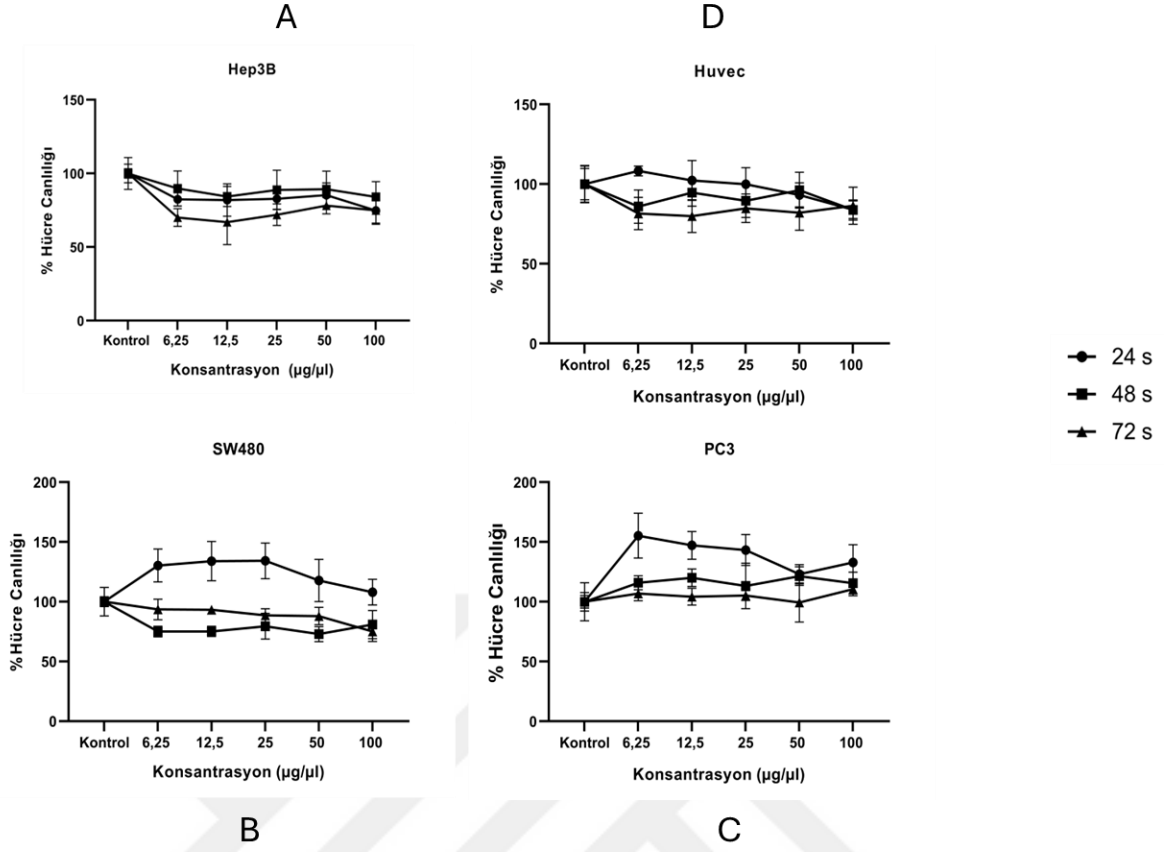 A
D
Hep3B
% Hücre Canlılığı
150
100
50
0
Kontrol 6,25 12,5 25 50 100
Konsantrasyon (µg/µl)
Huvec
% Hücre Canlılığı
150
100
50
0
Kontrol 6,25 12,5 25 50 100
Konsantrasyon (µg/µl)
24 s
48 s
72 s
SW480
% Hücre Canlılığı
200
150
100
50
0
Kontrol 6,25 12,5 25 50 100
Konsantrasyon (µg/µl)
PC3
% Hücre Canlılığı
200
150
100
50
0
Kontrol 6,25 12,5 25 50 100
Konsantrasyon (µg/µl)
B
C